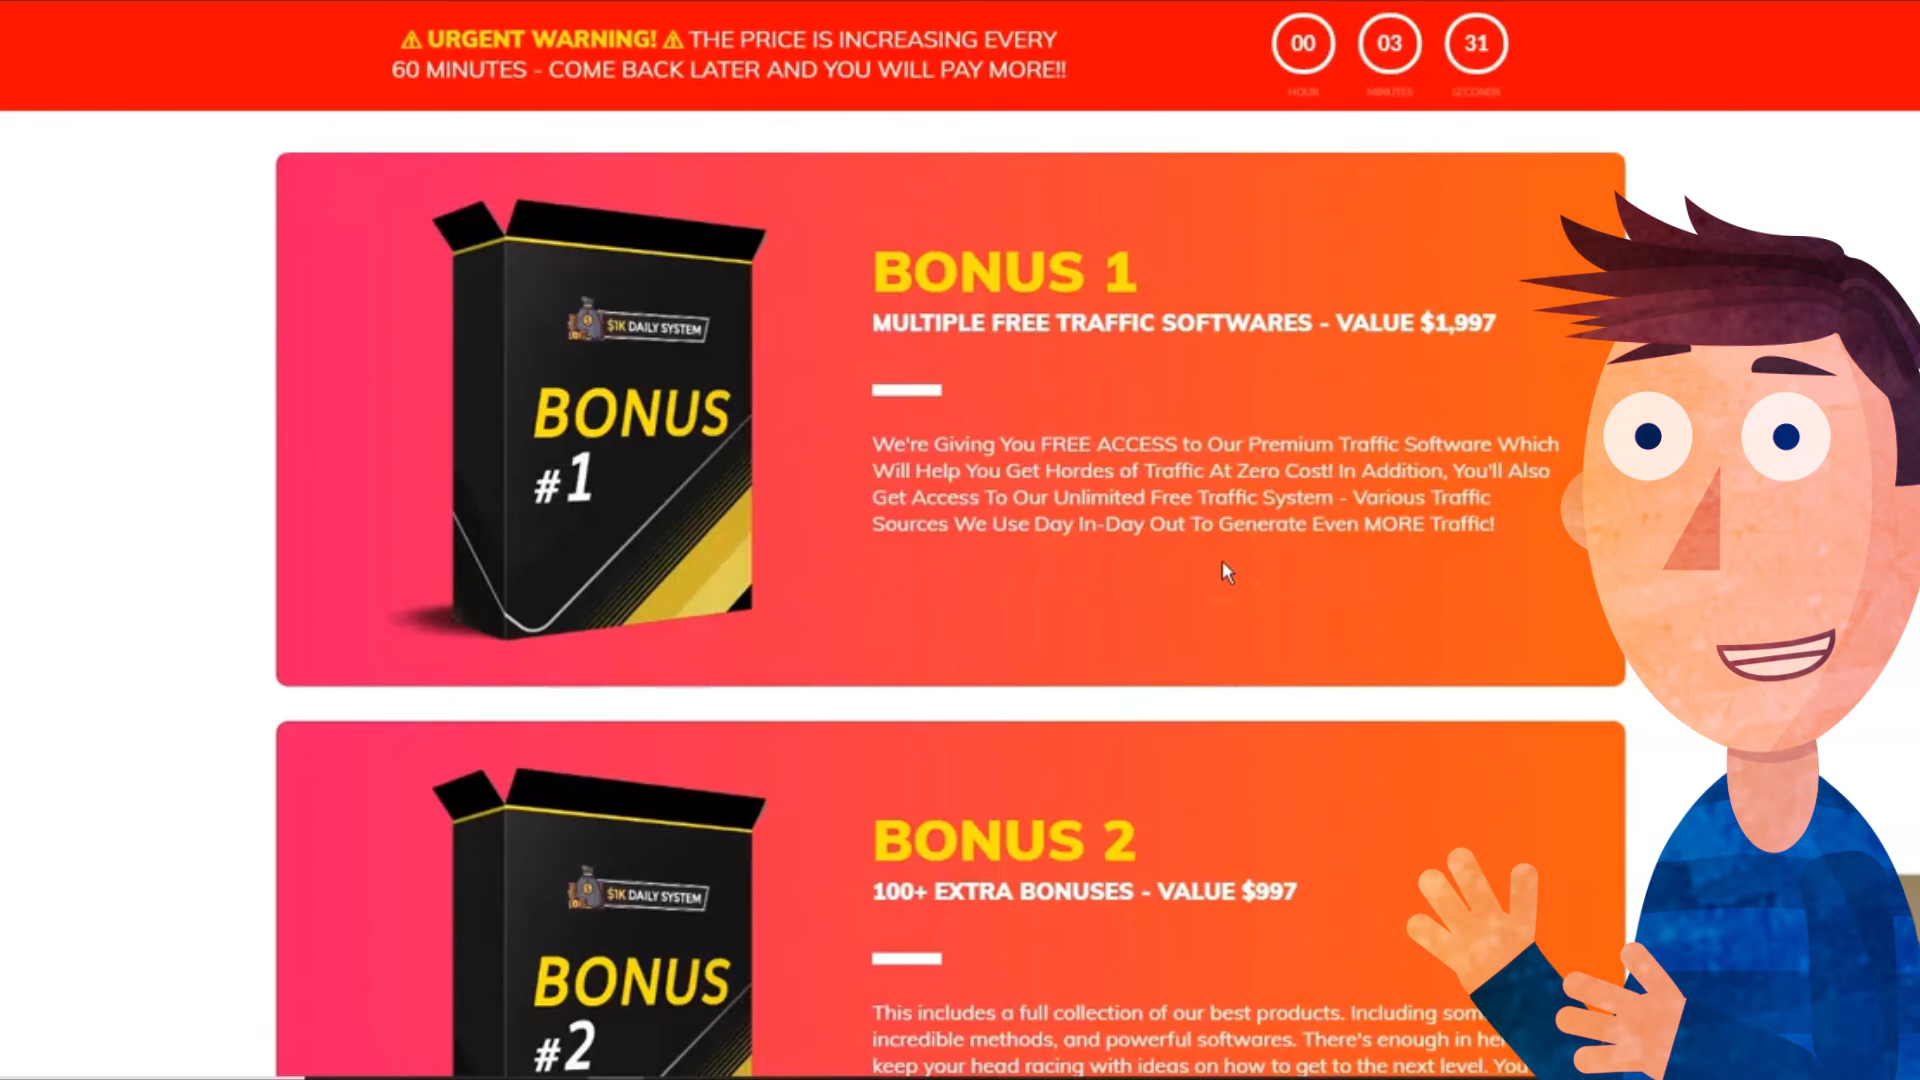 ⚠ URGENT WARNING! ⚠ THE PRICE IS INCREASING EVERY
60 MINUTES - COME BACK LATER AND YOU WILL PAY MORE!!
00 03 31
HOUR MINUTES SECONDS
$1K DAILY SYSTEM
BONUS
#1
BONUS 1
MULTIPLE FREE TRAFFIC SOFTWARES - VALUE $1,997
We're Giving You FREE ACCESS to Our Premium Traffic Software Which
Will Help You Get Hordes of Traffic At Zero Cost! In Addition, You'll Also
Get Access To Our Unlimited Free Traffic System - Various Traffic
Sources We Use Day In-Day Out To Generate Even MORE Traffic!
$1K DAILY SYSTEM
BONUS
#2
BONUS 2
100+ EXTRA BONUSES - VALUE $997
This includes a full collection of our best products. Including
incredible methods, and powerful softwares. There's enough in
keep your head racing with ideas on how to get to the next level. You